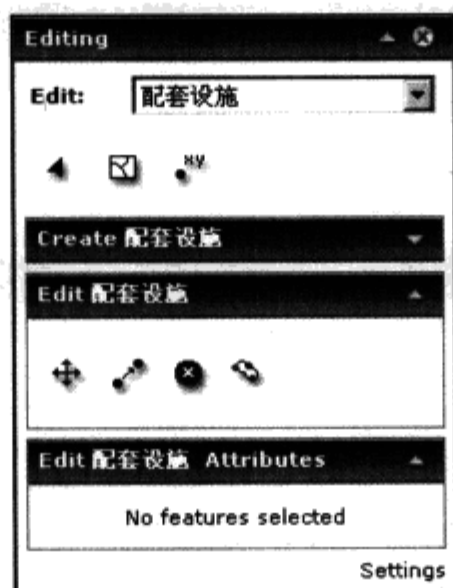 Editing
Edit: 配套设施
xy
Create 配套设施
Edit 配套设施
Edit 配套设施 Attributes
No features selected
Settings